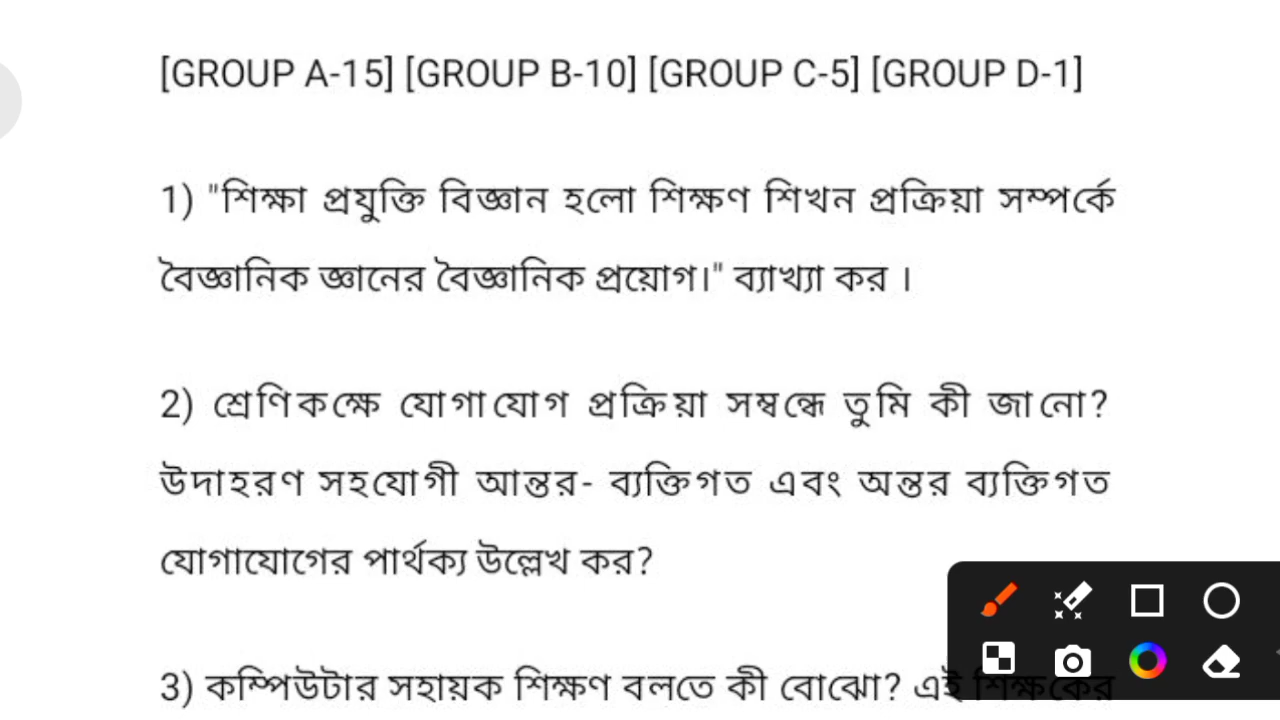 [GROUP A-15] [GROUP B-10] [GROUP C-5] [GROUP D-1]
1) "শিক্ষা প্রযুক্তি বিজ্ঞান হলো শিক্ষণ শিখন প্রক্রিয়া সম্পর্কে
বৈজ্ঞানিক জ্ঞানের বৈজ্ঞানিক প্রয়োগ।" ব্যাখ্যা কর ।
2) শ্রেণিকক্ষে যোগাযোগ প্রক্রিয়া সম্বন্ধে তুমি কী জানো?
উদাহরণ সহযোগী আন্তর- ব্যক্তিগত এবং অন্তর ব্যক্তিগত
যোগাযোগের পার্থক্য উল্লেখ কর?
3) কম্পিউটার সহায়ক শিক্ষণ বলতে কী বোঝো? এই শিক্ষকের